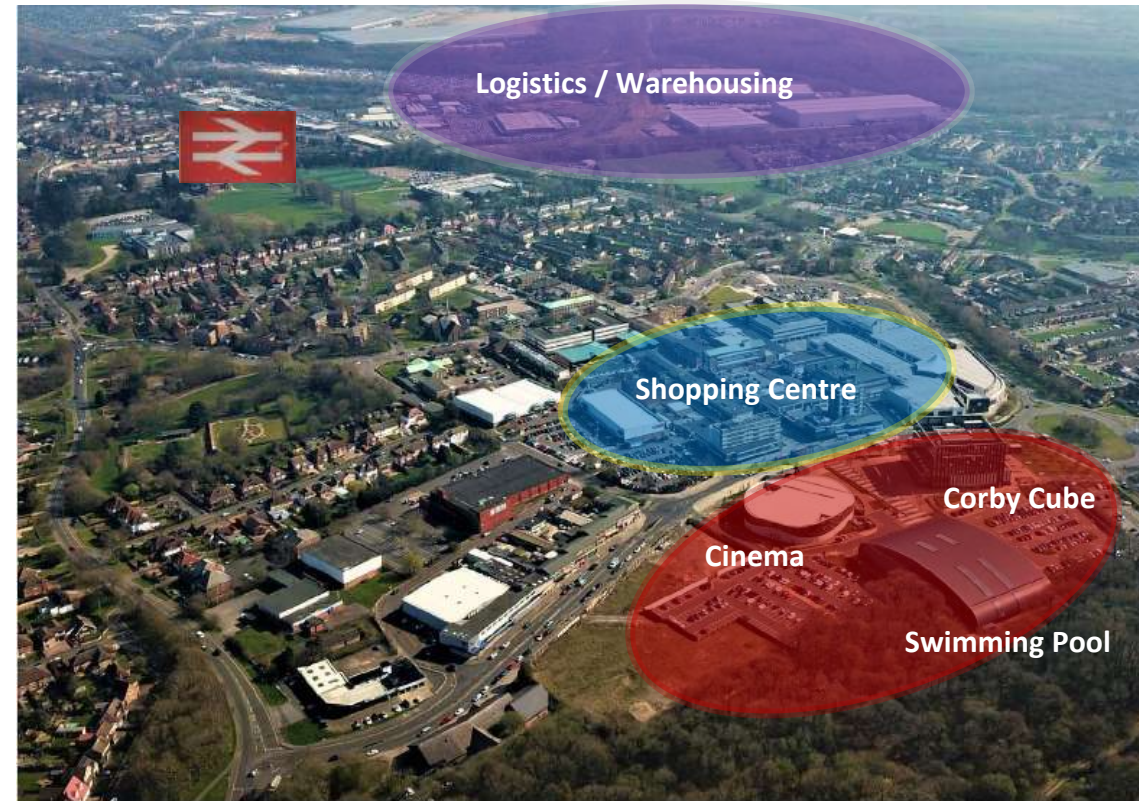 Logistics / Warehousing
Shopping Centre
Corby Cube
Cinema
Swimming Pool